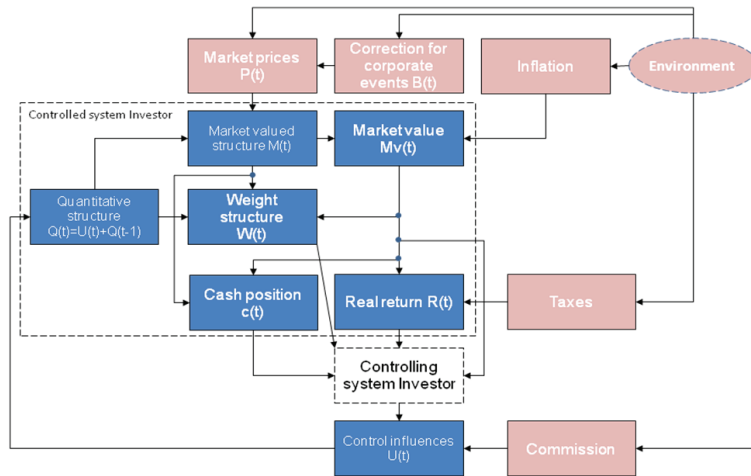 Market prices
P(t)
Correction for
corporate
events B(t)
Inflation
Environment
Controlled system Investor
Market valued
structure M(t)
Market value
Mv(t)
Quantitative
structure
Q(t)=U(t)+Q(t-1)
Weight
structure
W(t)
Cash position
c(t)
Real return R(t)
Taxes
Controlling
system Investor
Control influences
U(t)
Commission